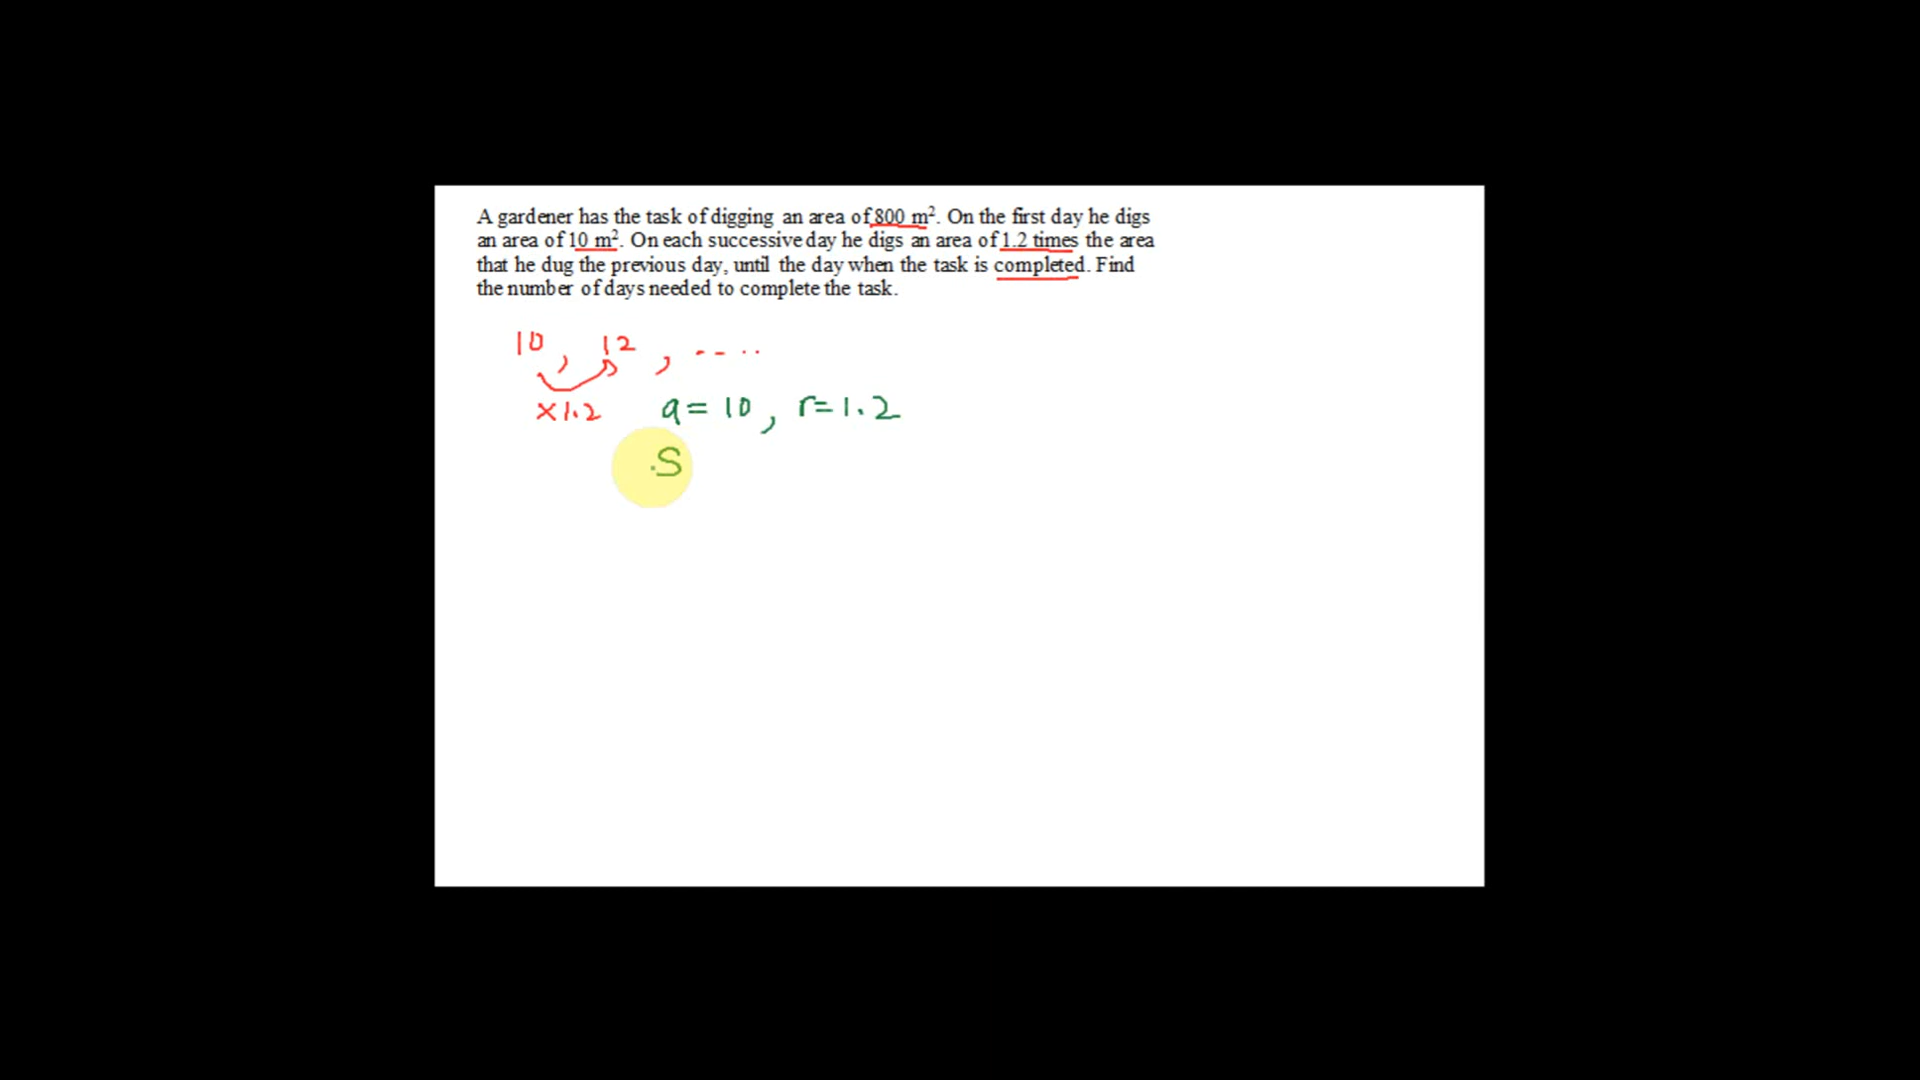 A gardener has the task of digging an area of 800 m². On the first day he digs
an area of 10 m². On each successive day he digs an area of 1.2 times the area
that he dug the previous day, until the day when the task is completed. Find
the number of days needed to complete the task.
10, 12, ....
×1.2 a = 10, r = 1.2
S